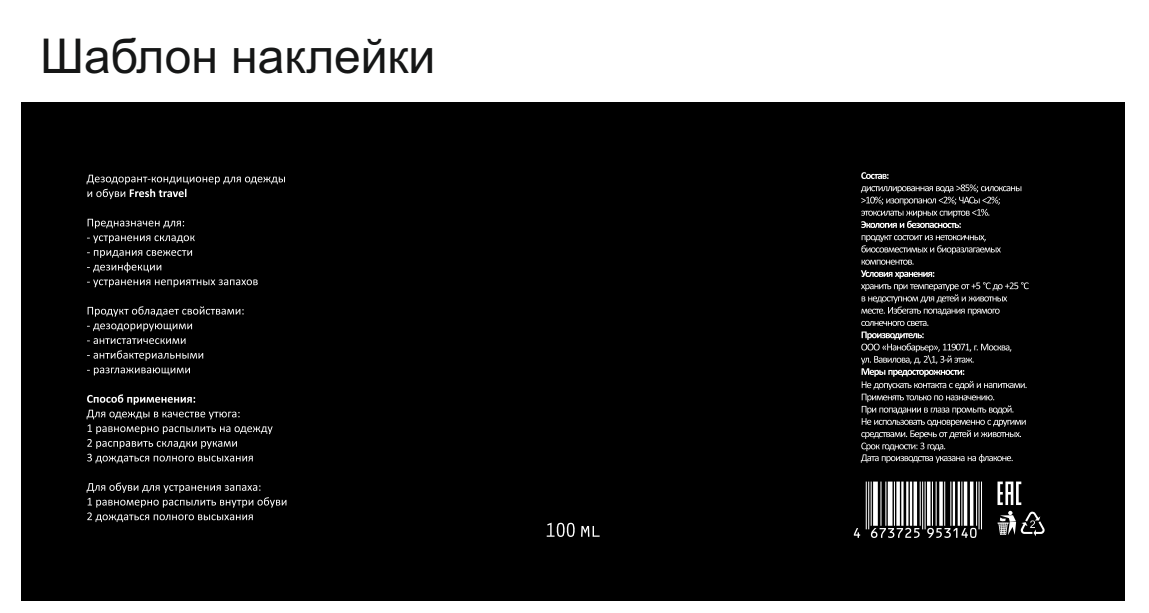 Шаблон наклейки
Дезодорант-кондиционер для одежды
и обуви Fresh travel
Предназначен для:
- устранения складок
- придания свежести
- дезинфекции
- устранения неприятных запахов
Продукт обладает свойствами:
- дезодорирующими
- антистатическими
- антибактериальными
- разглаживающими
Способ применения:
Для одежды в качестве утюга:
1 равномерно распылить на одежду
2 расправить складки руками
3 дождаться полного высыхания
Для обуви для устранения запаха:
1 равномерно распылить внутри обуви
2 дождаться полного высыхания
100 ML
Состав:
дистиллированная вода >85%; силоксаны
>10%; изопропанол <2%; ЧАСы <2%;
этоксилаты жирных спиртов <1%.
Экология и безопасность:
продукт состоит из нетоксичных,
биосовместимых и биоразлагаемых
компонентов.
Условия хранения:
хранить при температуре от +5 °C до +25 °C
в недоступном для детей и животных
месте. Избегать попадания прямого
солнечного света.
Производитель:
ООО «Нанобарьер», 119071, г. Москва,
ул. Вавилова, д. 2\1, 3-й этаж.
Меры предосторожности:
Не допускать контакта с едой и напитками.
Применять только по назначению.
При попадании в глаза промыть водой.
Не использовать одновременно с другими
средствами. Беречь от детей и животных.
Срок годности: 3 года.
Дата производства указана на флаконе.
EAC
2
4 673725 953140